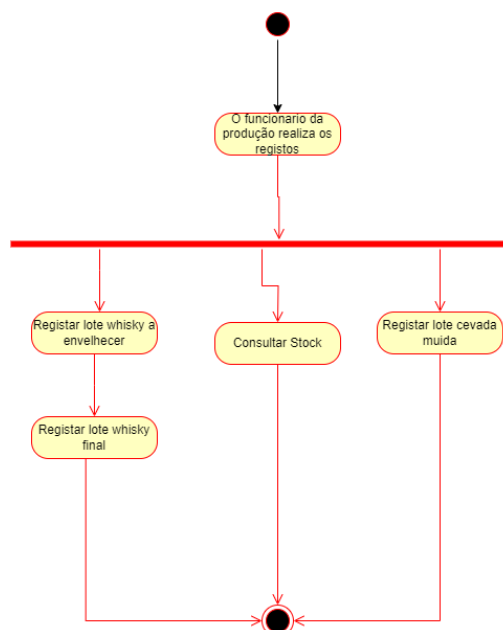 O funcionario da
produção realiza os
registos
Registar lote whisky a
envelhecer
Consultar Stock
Registar lote cevada
muida
Registar lote whisky
final